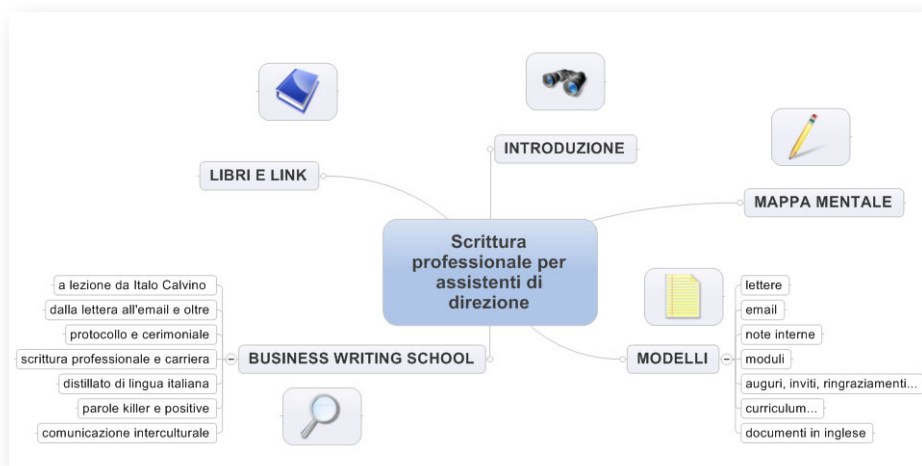 INTRODUZIONE
LIBRI E LINK
MAPPA MENTALE
Scrittura
professionale per
assistenti di
direzione
a lezione da Italo Calvino
dalla lettera all'email e oltre
protocollo e cerimoniale
scrittura professionale e carriera
distillato di lingua italiana
parole killer e positive
comunicazione interculturale
BUSINESS WRITING SCHOOL
MODELLI
lettere
email
note interne
moduli
auguri, inviti, ringraziamenti...
curriculum...
documenti in inglese